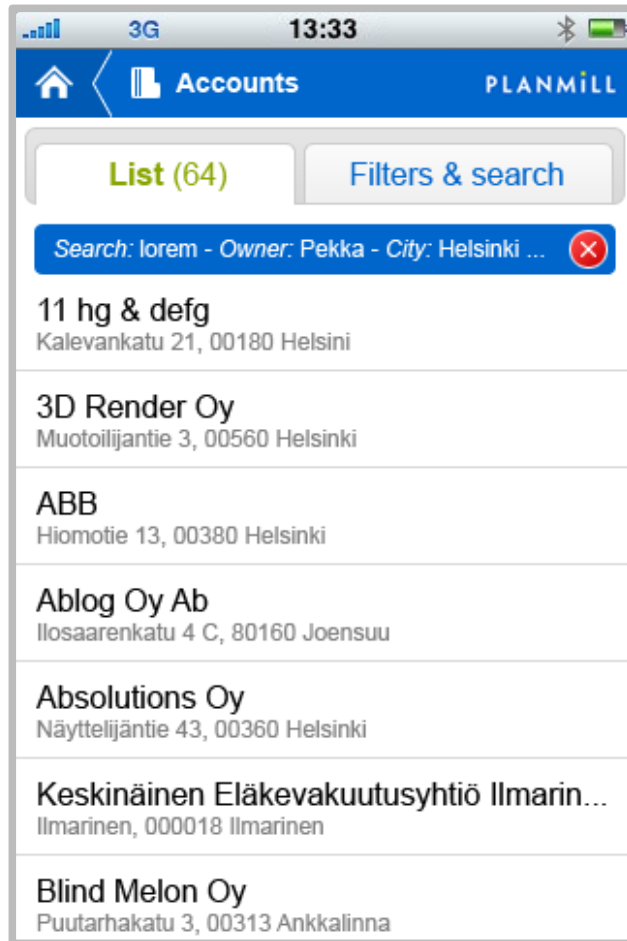 3G 13:33
Accounts PLANMiLL
List (64) Filters & search
Search: lorem - Owner: Pekka - City: Helsinki ...
11 hg & defg
Kalevankatu 21, 00180 Helsini
3D Render Oy
Muotoilijantie 3, 00560 Helsinki
ABB
Hiomotie 13, 00380 Helsinki
Ablog Oy Ab
Ilosaarenkatu 4 C, 80160 Joensuu
Absolutions Oy
Näyttelijäntie 43, 00360 Helsinki
Keskinäinen Eläkevakuutusyhtiö Ilmarin...
Ilmarinen, 000018 Ilmarinen
Blind Melon Oy
Puutarhakatu 3, 00313 Ankkalinna